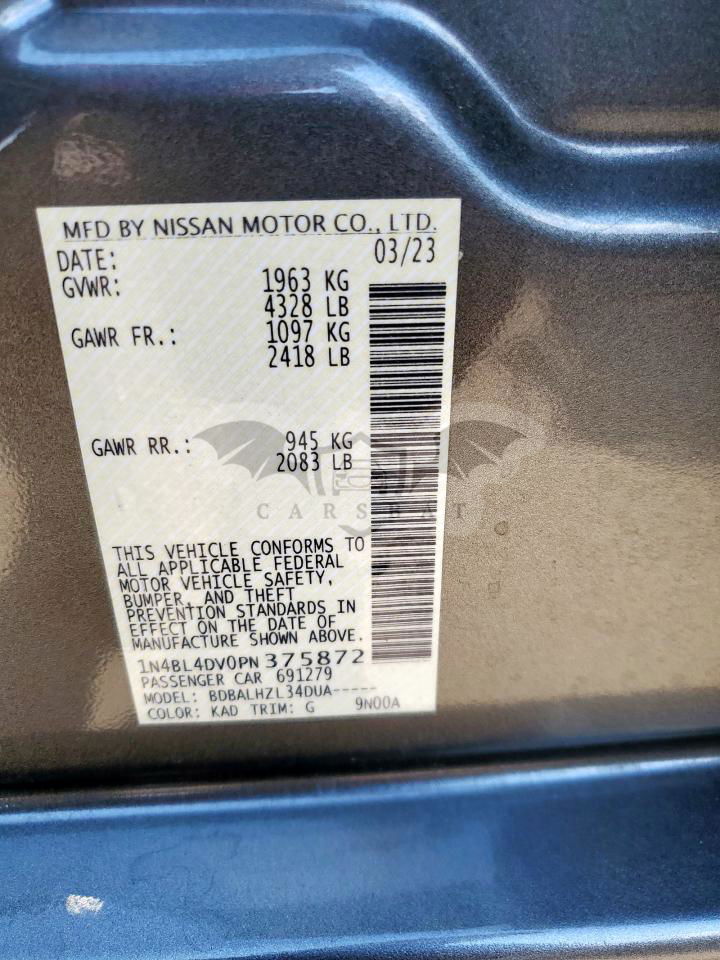 MFD BY NISSAN MOTOR CO., LTD.
DATE: 03/23
GVWR: 1963 KG
4328 LB
GAWR FR.: 1097 KG
2418 LB
GAWR RR.: 945 KG
2083 LB
CARSBAT
THIS VEHICLE CONFORMS TO
ALL APPLICABLE FEDERAL
MOTOR VEHICLE SAFETY,
BUMPER, AND THEFT
PREVENTION STANDARDS IN
EFFECT ON THE DATE OF
MANUFACTURE SHOWN ABOVE.
1N4BL4DV0PN375872
PASSENGER CAR 691279
MODEL: BDBALHZL34DUA-----
COLOR: KAD TRIM: G 9N00A